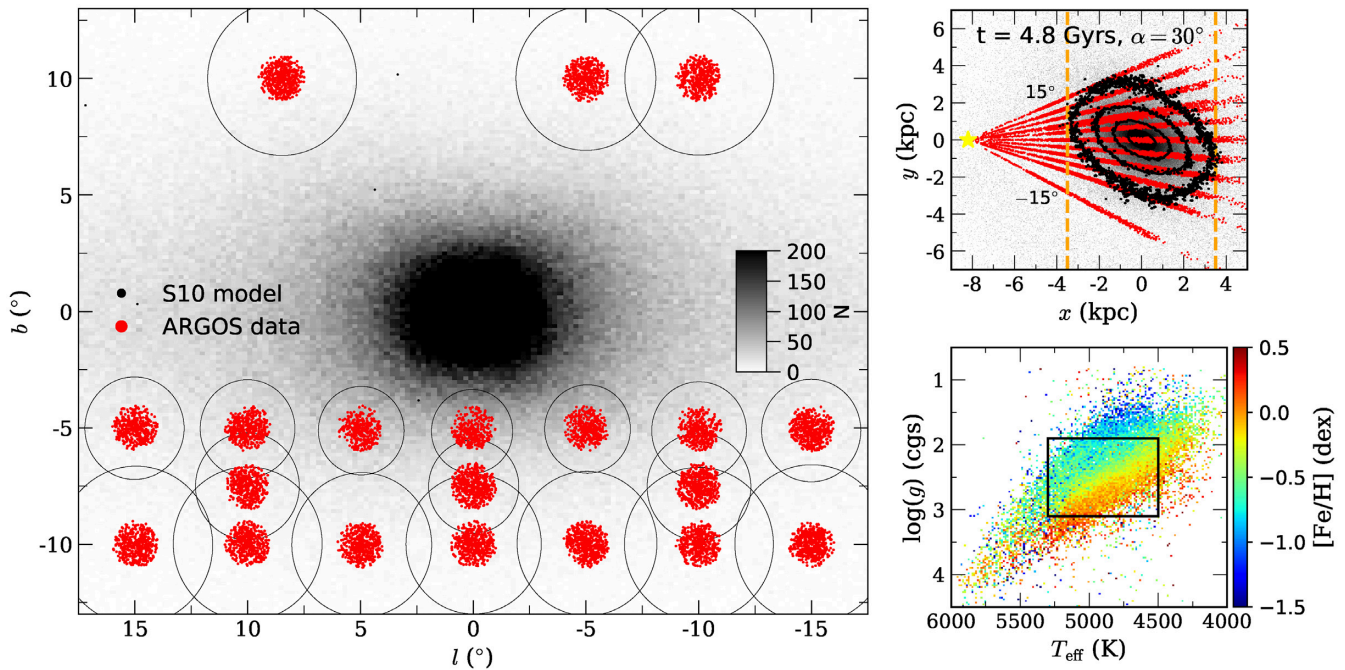 10
5
0
-5
-10
b (°)
S10 model
ARGOS data
200
150
100
50
0
N
15 10 5 0 -5 -10 -15
l (°)
t = 4.8 Gyrs, α = 30°
15°
−15°
6
4
2
0
-2
-4
-6
y (kpc)
-8 -6 -4 -2 0 2 4
x (kpc)
1
2
3
4
log(g) (cgs)
6000 5500 5000 4500 4000
T_eff (K)
0.5
0.0
−0.5
−1.0
−1.5
[Fe/H] (dex)